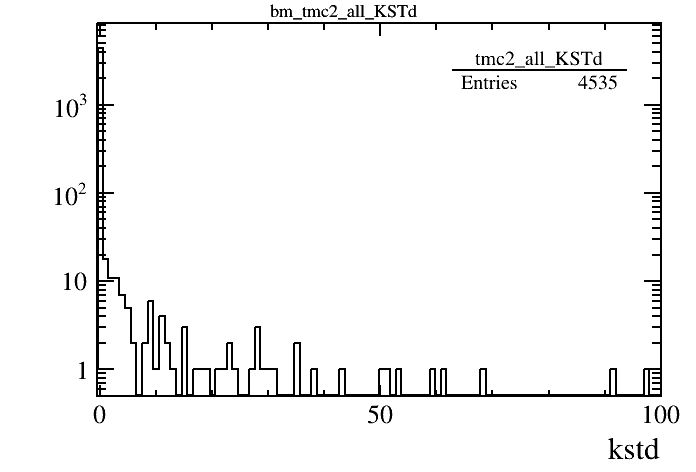 bm_tmc2_all_KSTd
tmc2_all_KSTd
Entries 4535
10^3
10^2
10
1
0 50 100
kstd